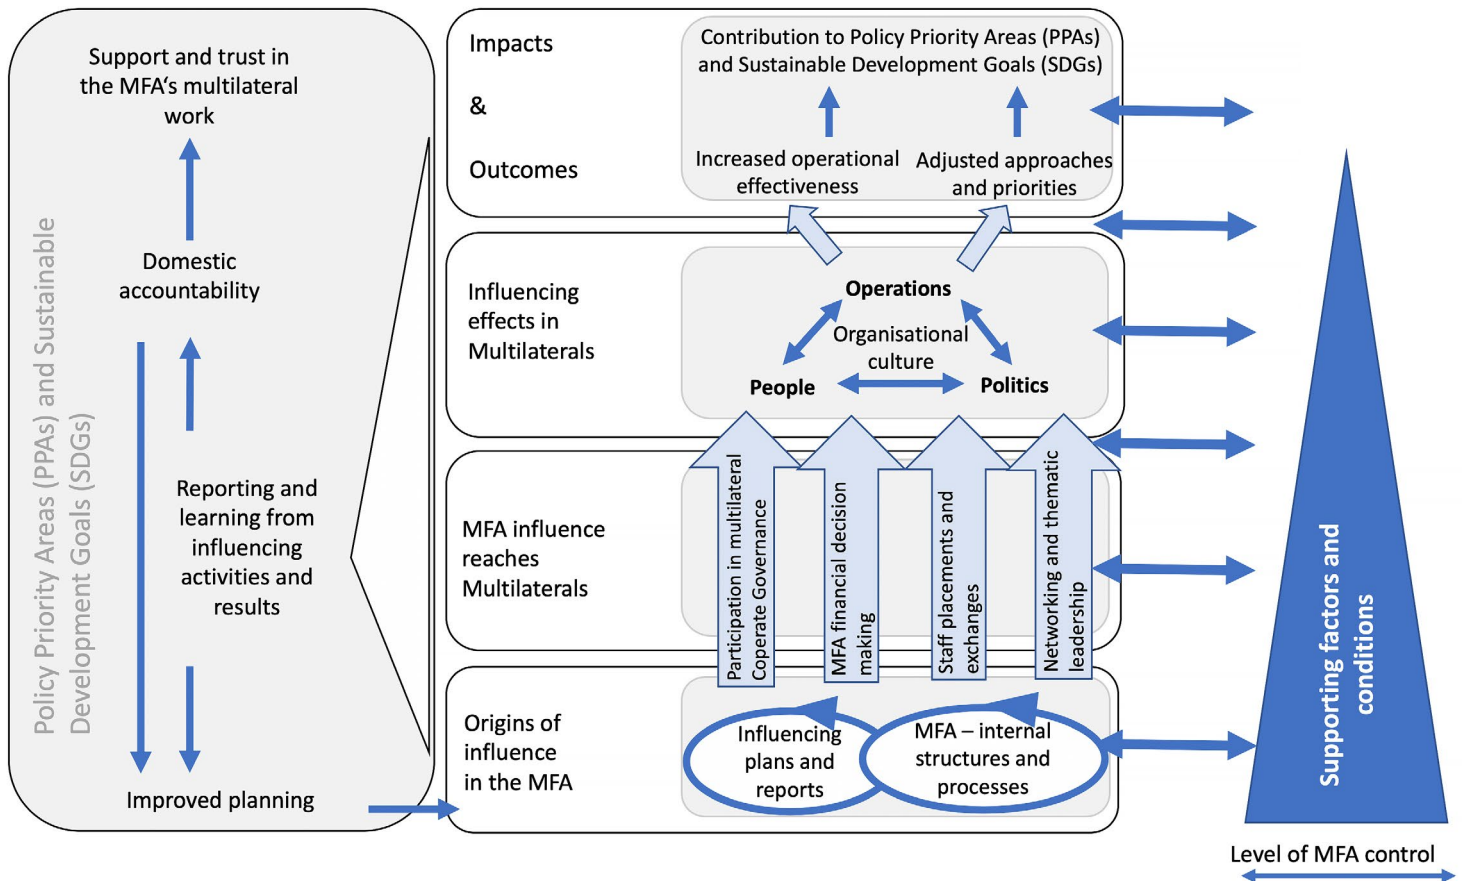 Support and trust in
the MFA‘s multilateral
work
Domestic
accountability
Reporting and
learning from
influencing
activities and
results
Improved planning
Policy Priority Areas (PPAs) and Sustainable
Development Goals (SDGs)
Impacts
&
Outcomes
Contribution to Policy Priority Areas (PPAs)
and Sustainable Development Goals (SDGs)
Increased operational
effectiveness
Adjusted approaches
and priorities
Influencing
effects in
Multilaterals
Operations
Organisational
culture
People
Politics
MFA influence
reaches
Multilaterals
Participation in multilateral
Coperate Governance
MFA financial decision
making
Staff placements and
exchanges
Networking and thematic
leadership
Origins of
influence
in the MFA
Influencing
plans and
reports
MFA – internal
structures and
processes
Supporting factors and
conditions
Level of MFA control